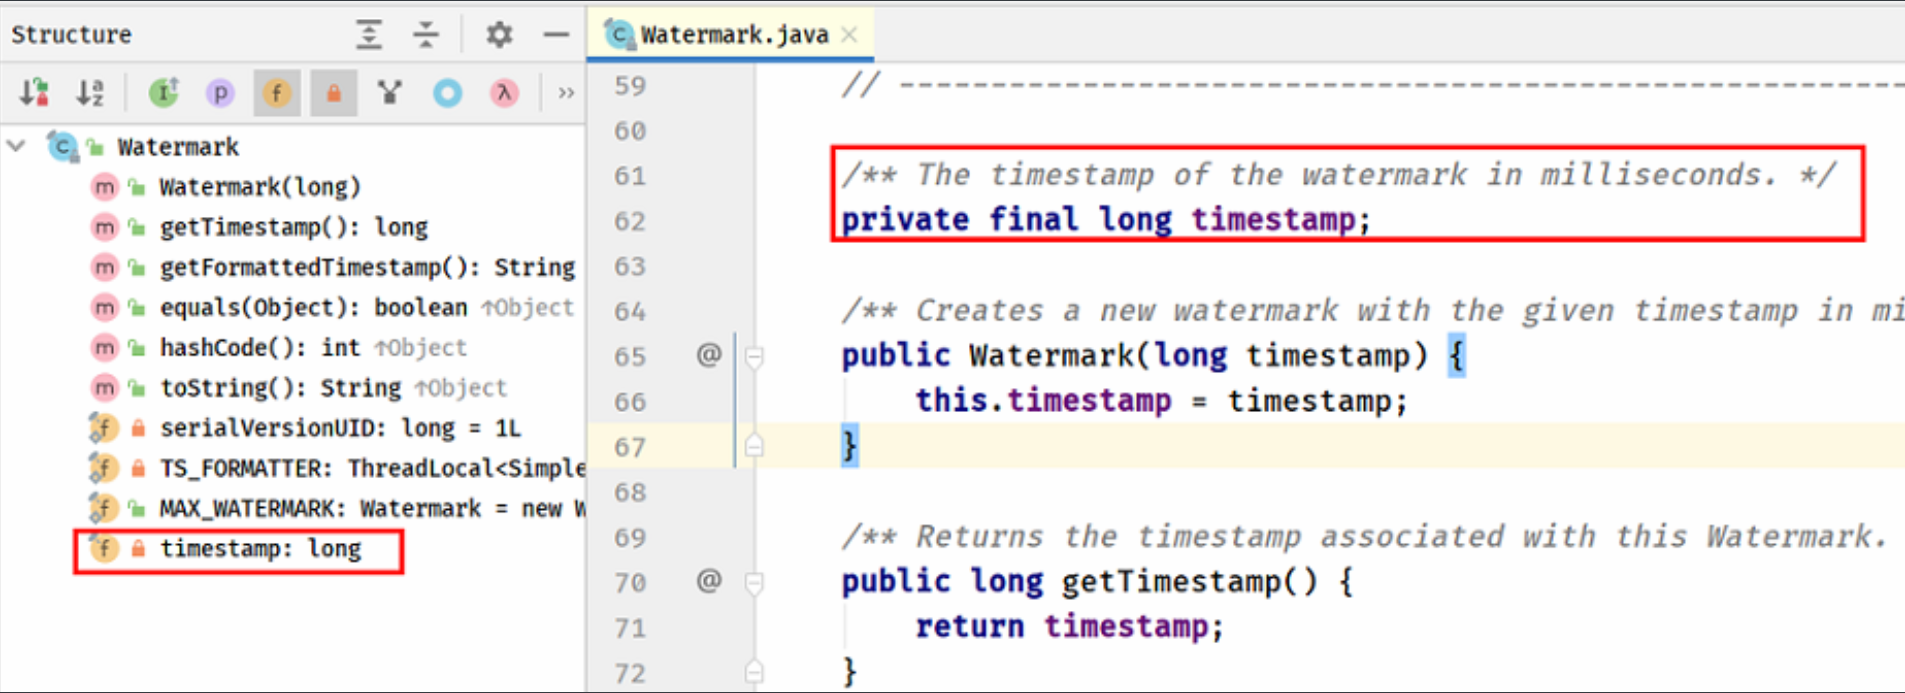 Structure
Watermark
Watermark(long)
getTimestamp(): long
getFormattedTimestamp(): String
equals(Object): boolean ↑Object
hashCode(): int ↑Object
toString(): String ↑Object
serialVersionUID: long = 1L
TS_FORMATTER: ThreadLocal<Simple
MAX_WATERMARK: Watermark = new W
timestamp: long
Watermark.java
59 // -------------------------------------------------------
60
61 /** The timestamp of the watermark in milliseconds. */
62 private final long timestamp;
63
64 /** Creates a new watermark with the given timestamp in mi
65 @ public Watermark(long timestamp) {
66 this.timestamp = timestamp;
67 }
68
69 /** Returns the timestamp associated with this Watermark.
70 @ public long getTimestamp() {
71 return timestamp;
72 }